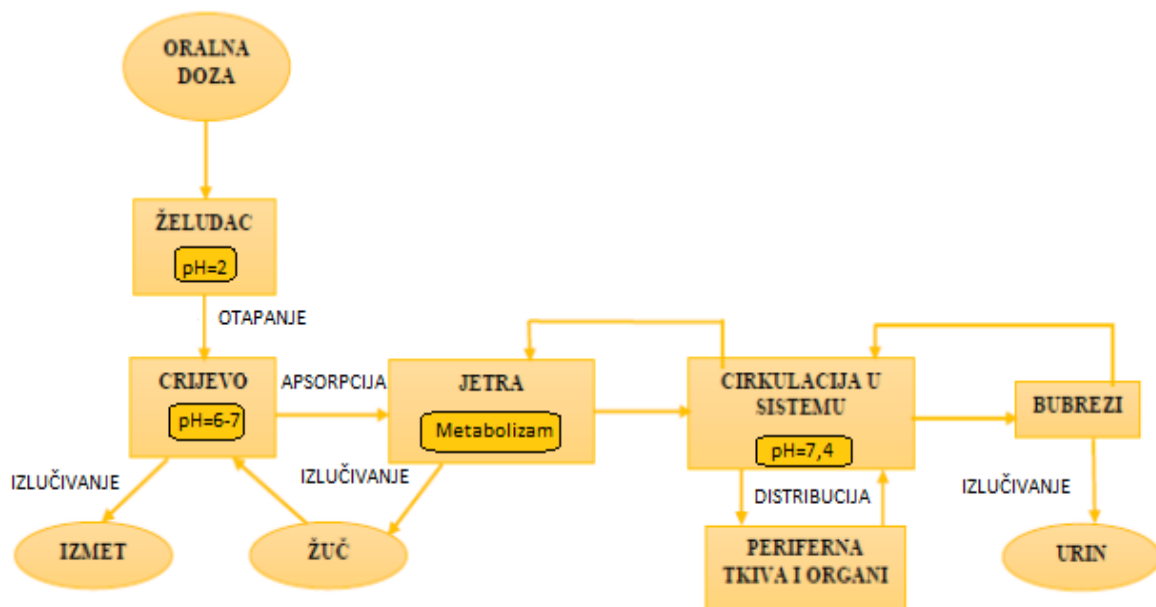 ORALNA
DOZA
ŽELUDAC
pH=2
OTAPANJE
CRIJEVO
pH=6-7
APSORPCIJA
JETRA
Metabolizam
CIRKULACIJA U
SISTEMU
pH=7,4
BUBREZI
IZLUČIVANJE
IZLUČIVANJE
DISTRIBUCIJA
IZLUČIVANJE
IZMET
ŽUČ
PERIFERNA
TKIVA I ORGANI
URIN